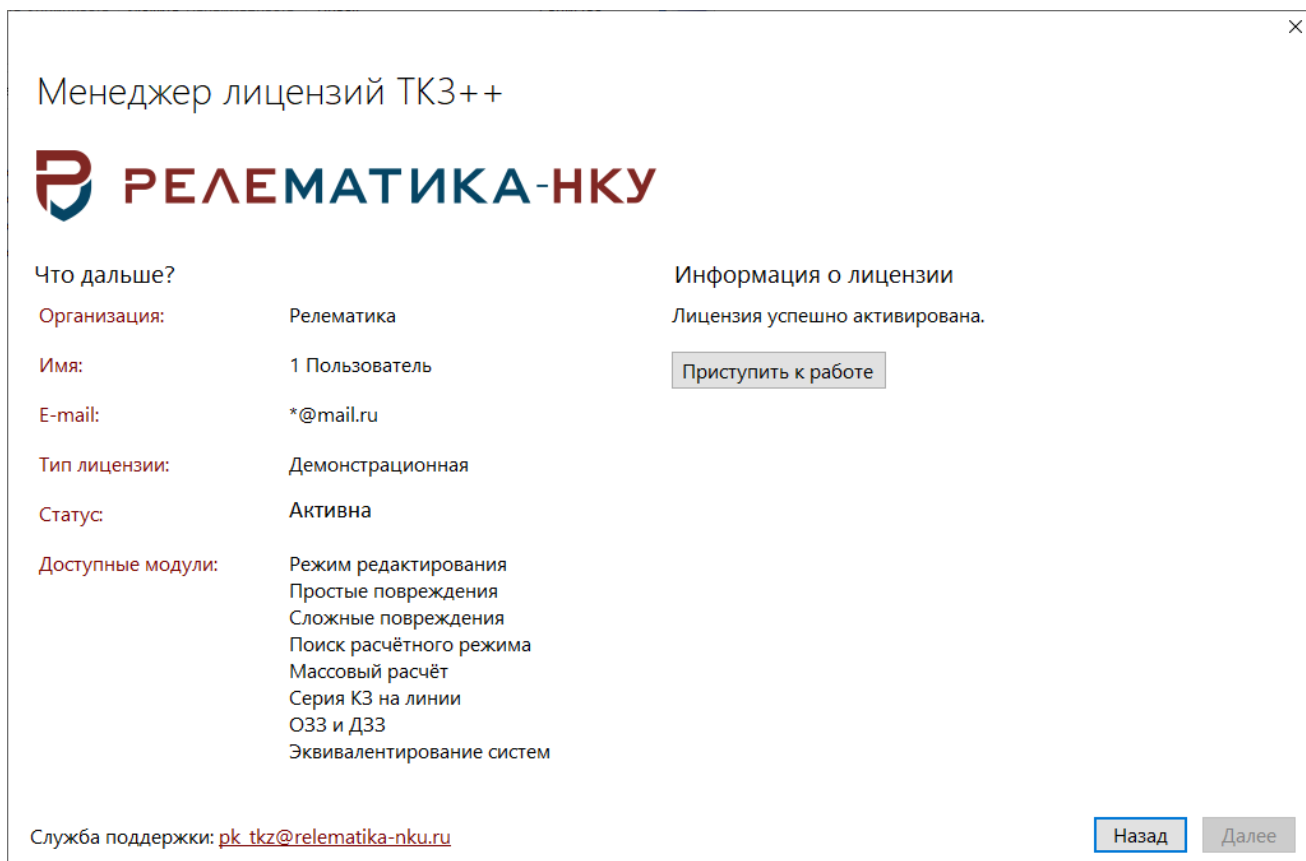 Менеджер лицензий ТКЗ++
РЕЛЕМАТИКА-НКУ
Что дальше?
Организация: Релематика
Имя: 1 Пользователь
E-mail: *@mail.ru
Тип лицензии: Демонстрационная
Статус: Активна
Доступные модули: Режим редактирования
Простые повреждения
Сложные повреждения
Поиск расчётного режима
Массовый расчёт
Серия КЗ на линии
ОЗЗ и ДЗЗ
Эквивалентирование систем
Информация о лицензии
Лицензия успешно активирована.
Приступить к работе
Служба поддержки: pk_tkz@relematika-nku.ru
Назад
Далее